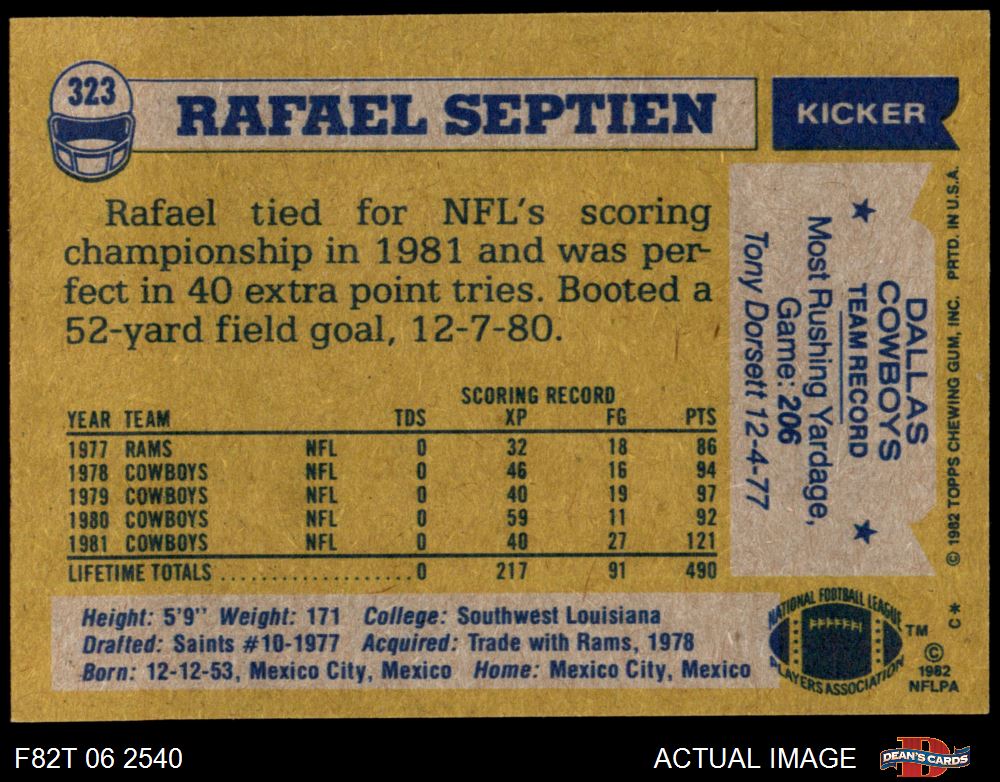 323
RAFAEL SEPTIEN
KICKER
Rafael tied for NFL's scoring
championship in 1981 and was per-
fect in 40 extra point tries. Booted a
52-yard field goal, 12-7-80.
SCORING RECORD
YEAR TEAM TDS XP FG PTS
1977 RAMS NFL 0 32 18 86
1978 COWBOYS NFL 0 46 16 94
1979 COWBOYS NFL 0 40 19 97
1980 COWBOYS NFL 0 59 11 92
1981 COWBOYS NFL 0 40 27 121
LIFETIME TOTALS ................... 0 217 91 490
Height: 5'9" Weight: 171 College: Southwest Louisiana
Drafted: Saints #10-1977 Acquired: Trade with Rams, 1978
Born: 12-12-53, Mexico City, Mexico Home: Mexico City, Mexico
DALLAS
COWBOYS
TEAM RECORD
Most Rushing Yardage,
Game: 206
Tony Dorsett 12-4-77
© 1982 TOPPS CHEWING GUM, INC. PRTD. IN U.S.A.
C*
NATIONAL FOOTBALL LEAGUE
PLAYERS ASSOCIATION
TM
©
1982
NFLPA
F82T 06 2540
ACTUAL IMAGE
DEAN'S CARDS